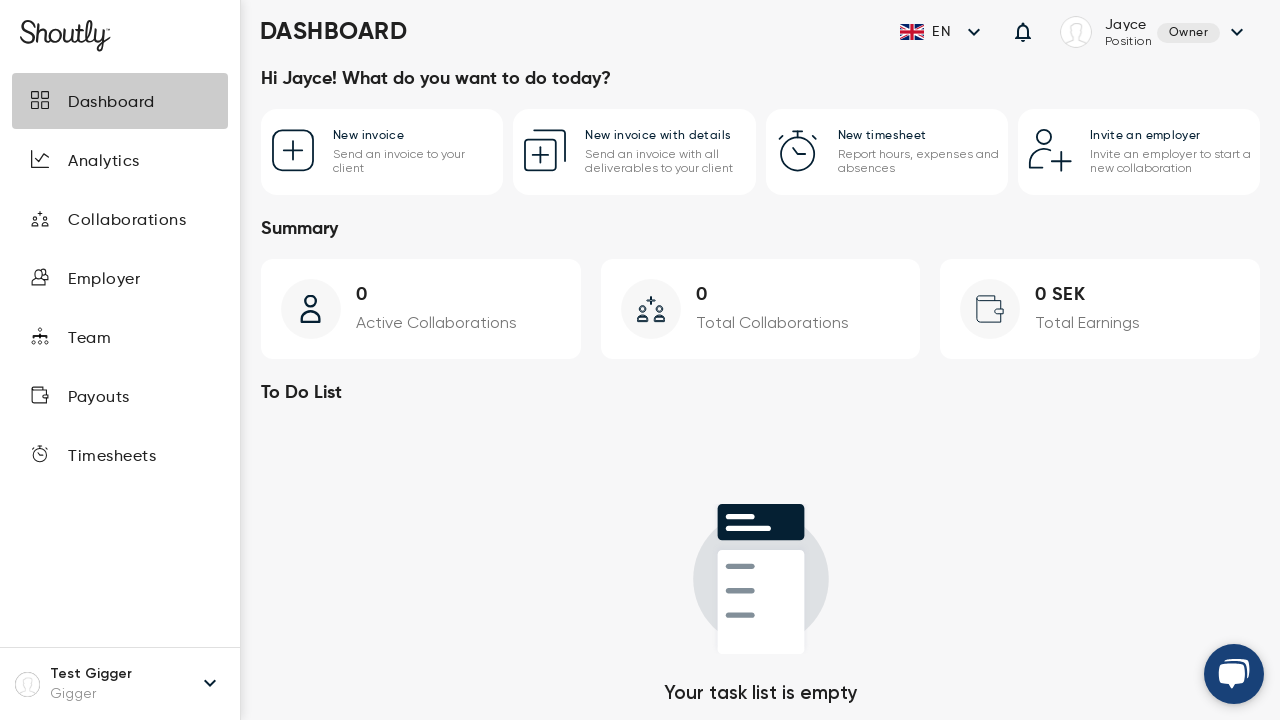 Shoutly
Dashboard
Analytics
Collaborations
Employer
Team
Payouts
Timesheets
Test Gigger
Gigger
DASHBOARD
EN
Jayce
Position
Owner
Hi Jayce! What do you want to do today?
New invoice
Send an invoice to your
client
New invoice with details
Send an invoice with all
deliverables to your client
New timesheet
Report hours, expenses and
absences
Invite an employer
Invite an employer to start a
new collaboration
Summary
0
Active Collaborations
0
Total Collaborations
0 SEK
Total Earnings
To Do List
Your task list is empty